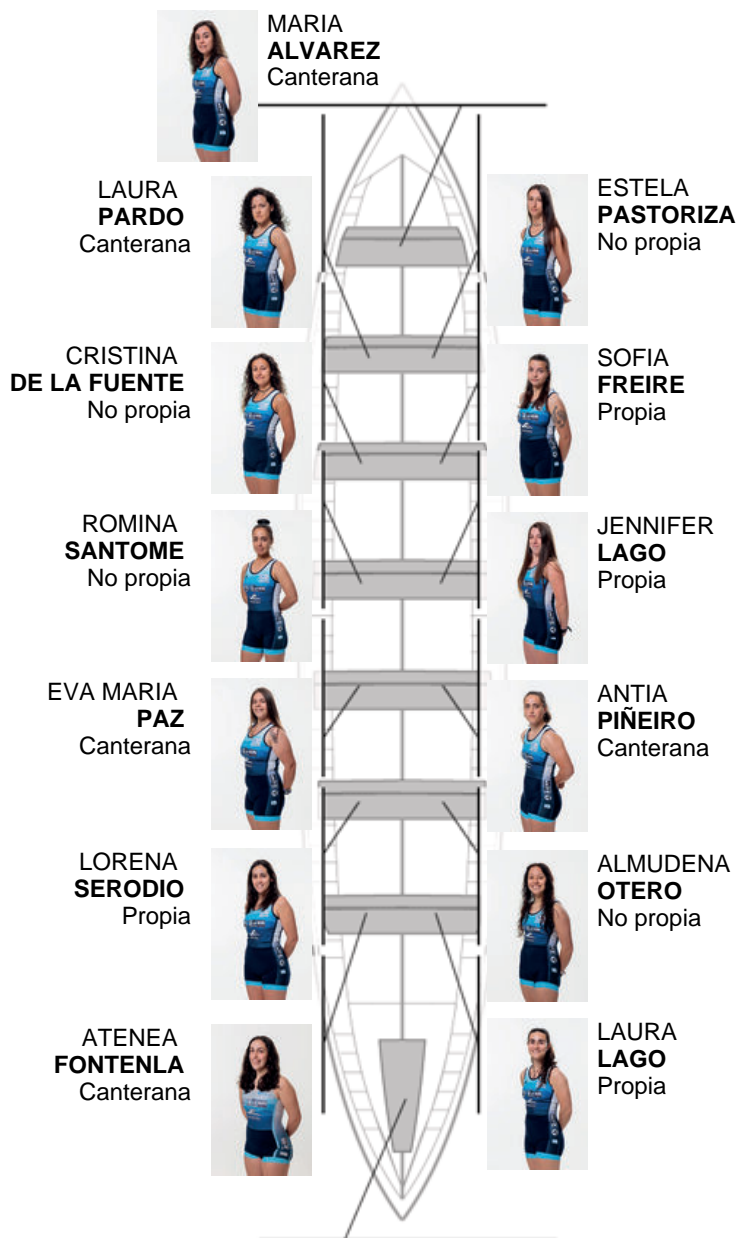 MARIA
ALVAREZ
Canterana
LAURA
PARDO
Canterana
ESTELA
PASTORIZA
No propia
CRISTINA
DE LA FUENTE
No propia
SOFIA
FREIRE
Propia
ROMINA
SANTOME
No propia
JENNIFER
LAGO
Propia
EVA MARIA
PAZ
Canterana
ANTIA
PIÑEIRO
Canterana
LORENA
SERODIO
Propia
ALMUDENA
OTERO
No propia
ATENEA
FONTENLA
Canterana
LAURA
LAGO
Propia